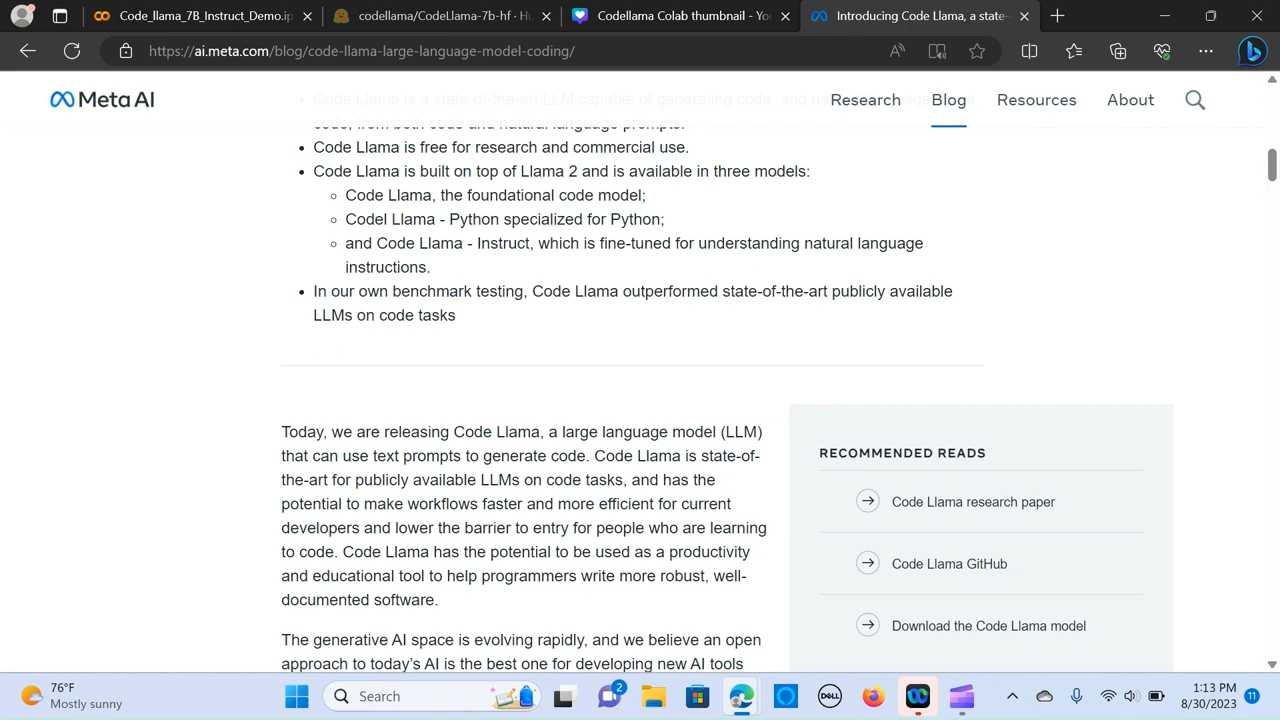 Code_llama_7B_Instruct_Demo.ip
codellama/CodeLlama-7b-hf · Hu
Codellama Colab thumbnail - You
Introducing Code Llama, a state-
https://ai.meta.com/blog/code-llama-large-language-model-coding/
Meta AI
Research
Blog
Resources
About
Code Llama is a state-of-the-art LLM capable of generating code, and
code, from both code and natural language prompts.
• Code Llama is free for research and commercial use.
• Code Llama is built on top of Llama 2 and is available in three models:
◦ Code Llama, the foundational code model;
◦ Codel Llama - Python specialized for Python;
◦ and Code Llama - Instruct, which is fine-tuned for understanding natural language
instructions.
• In our own benchmark testing, Code Llama outperformed state-of-the-art publicly available
LLMs on code tasks
Today, we are releasing Code Llama, a large language model (LLM)
that can use text prompts to generate code. Code Llama is state-of-
the-art for publicly available LLMs on code tasks, and has the
potential to make workflows faster and more efficient for current
developers and lower the barrier to entry for people who are learning
to code. Code Llama has the potential to be used as a productivity
and educational tool to help programmers write more robust, well-
documented software.
The generative AI space is evolving rapidly, and we believe an open
approach to today's AI is the best one for developing new AI tools
RECOMMENDED READS
Code Llama research paper
Code Llama GitHub
Download the Code Llama model
76°F
Mostly sunny
Search
2
DELL
1:13 PM
8/30/2023
11